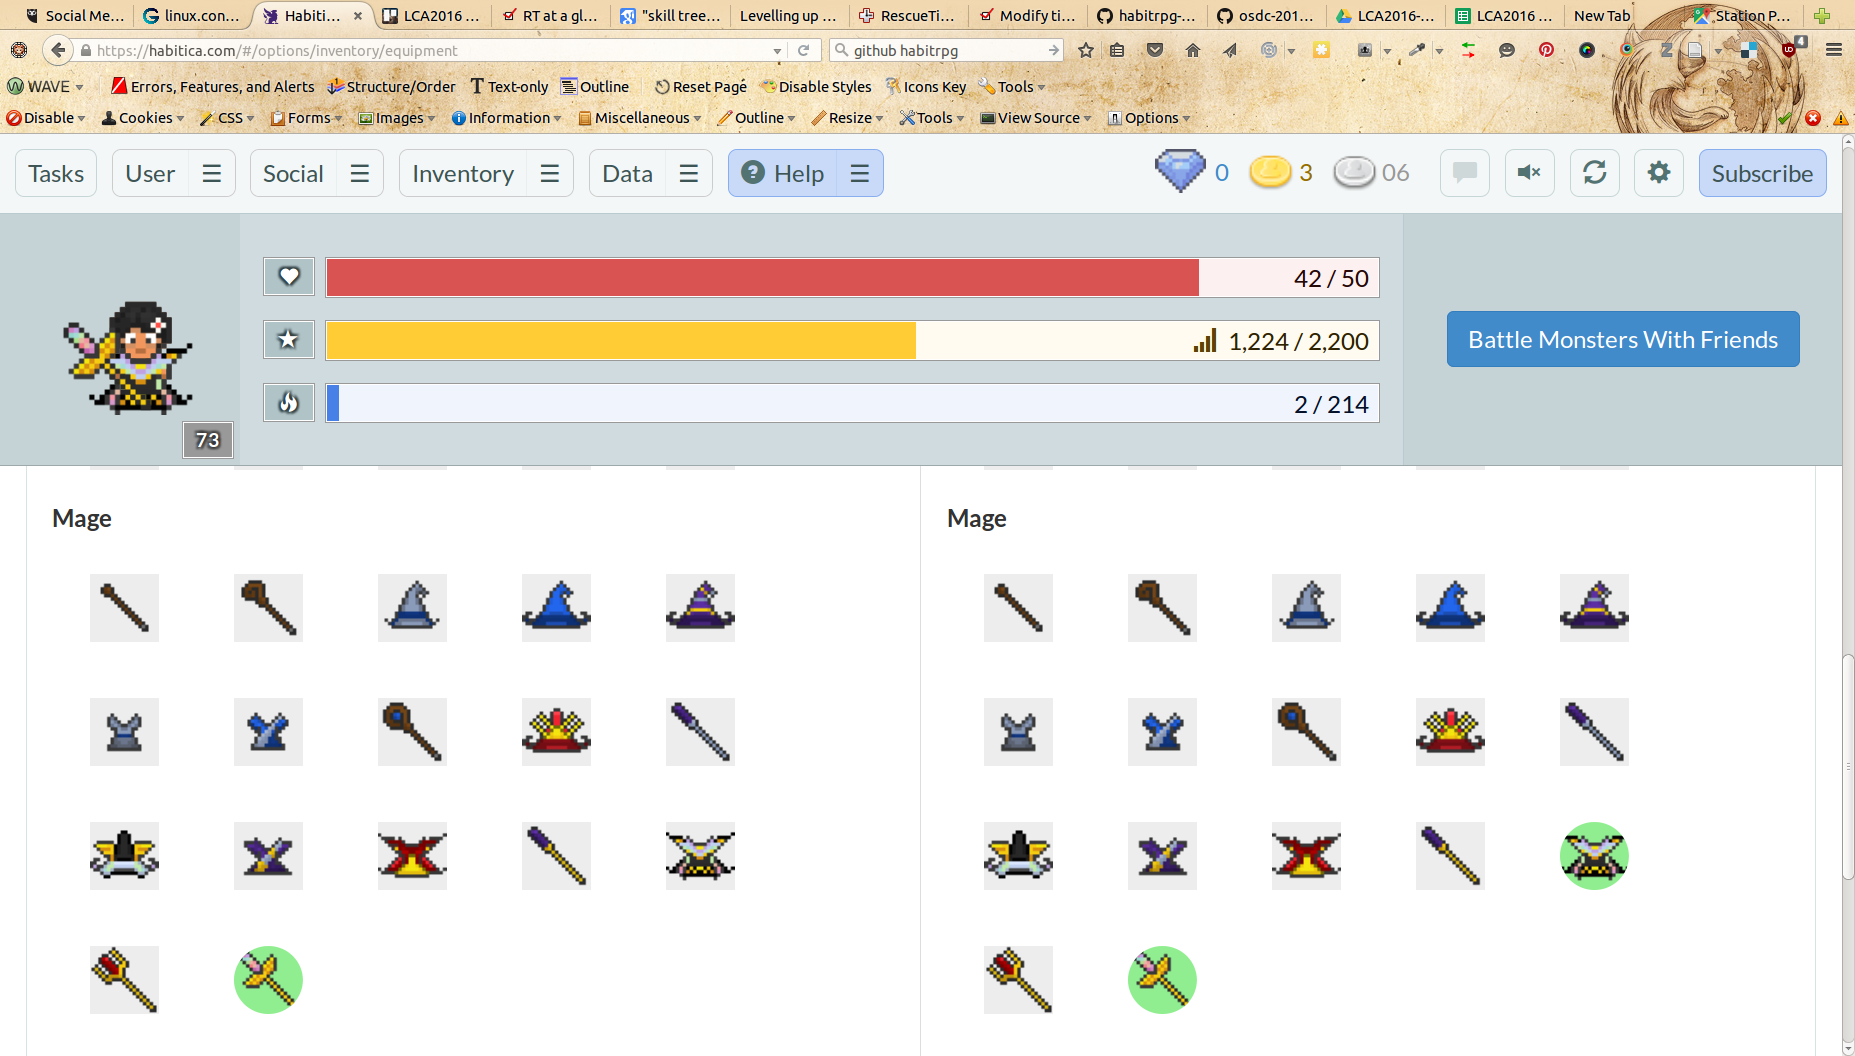 Social Me... linux.con... Habiti... LCA2016 ... RT at a gl... "skill tree... Levelling up ... RescueTi... Modify ti... habitrpg-... osdc-201... LCA2016-... LCA2016 ... New Tab Station P...
https://habitica.com/#/options/inventory/equipment github habitrpg 4
WAVE Errors, Features, and Alerts Structure/Order Text-only Outline Reset Page Disable Styles Icons Key Tools
Disable Cookies CSS Forms Images Information Miscellaneous Outline Resize Tools View Source Options
Tasks User Social Inventory Data Help 0 3 06 Subscribe
42 / 50
1,224 / 2,200
Battle Monsters With Friends
2 / 214
73
Mage Mage